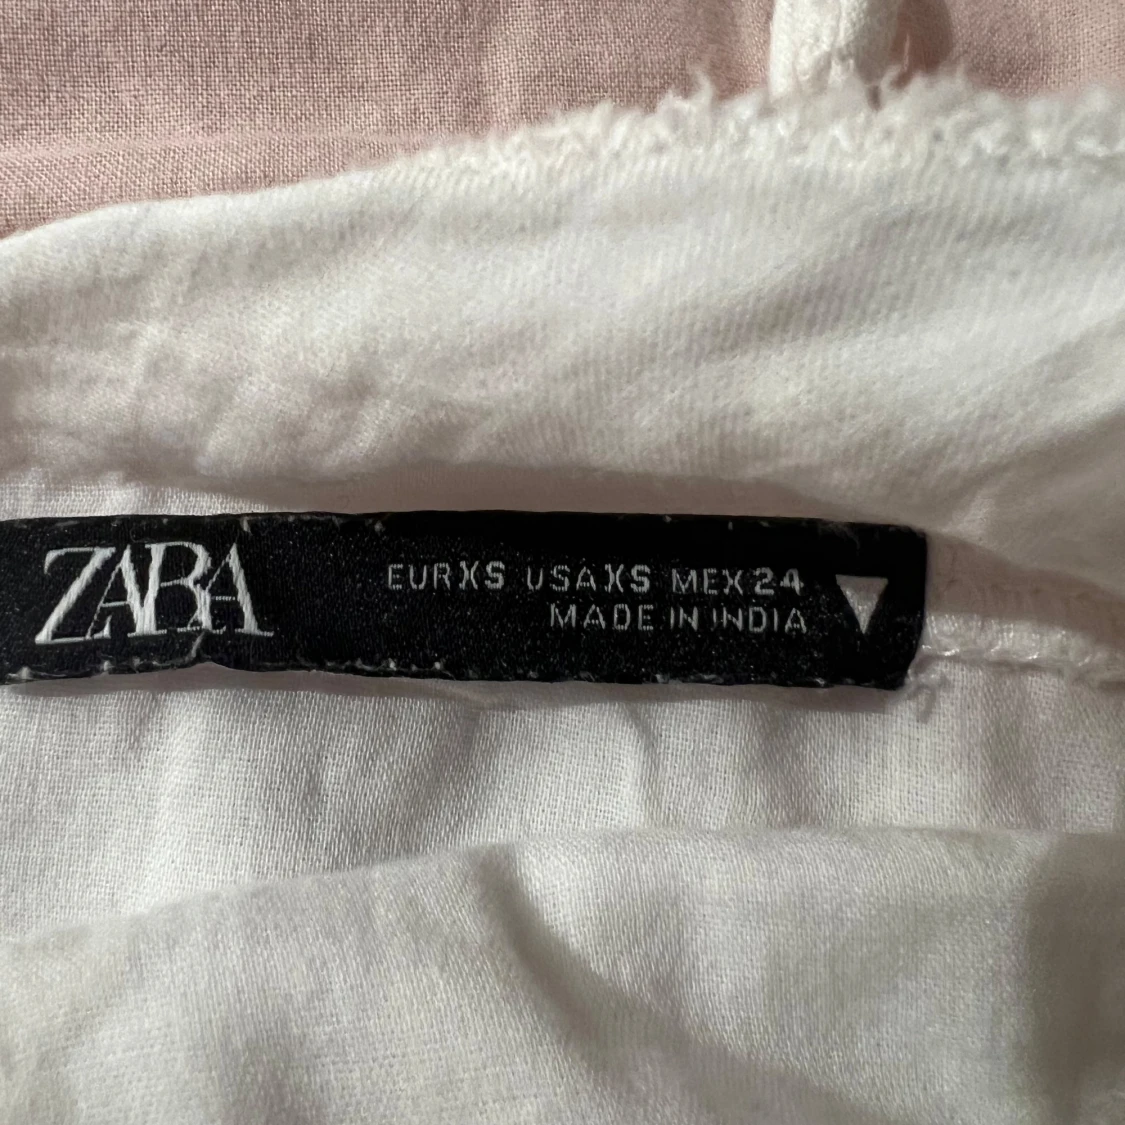 ZARA
EUR XS USA XS MEX 24
MADE IN INDIA